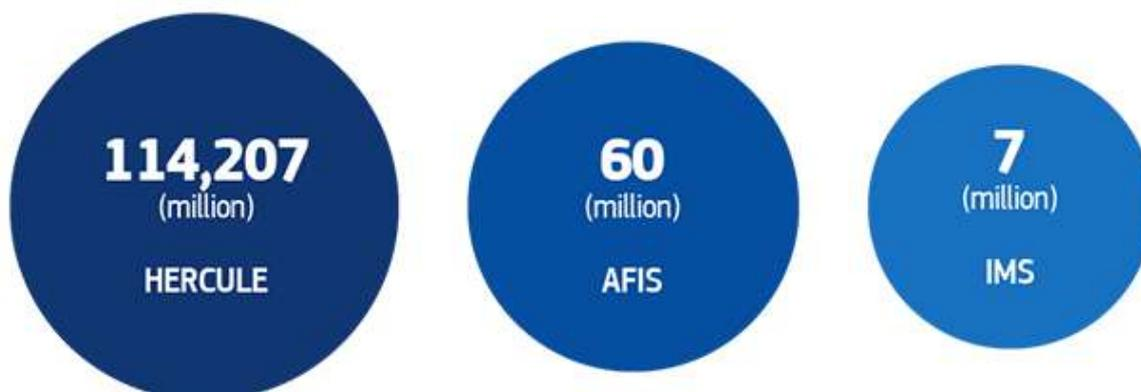 114,207
(million)
HERCULE
60
(million)
AFIS
7
(million)
IMS